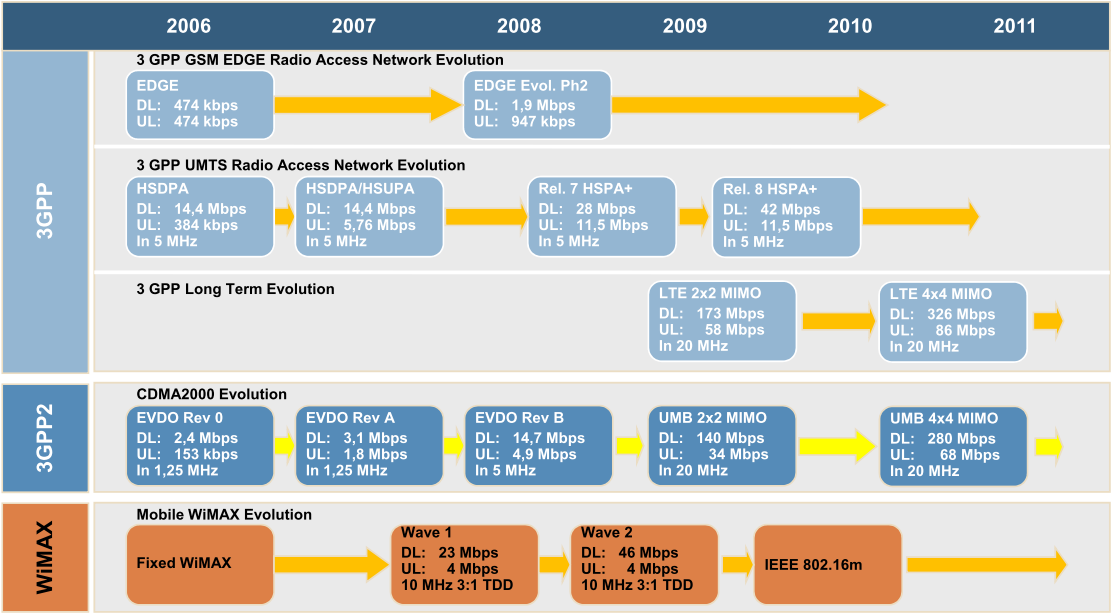 2006 2007 2008 2009 2010 2011
3GPP
3 GPP GSM EDGE Radio Access Network Evolution
EDGE
DL: 474 kbps
UL: 474 kbps
EDGE Evol. Ph2
DL: 1,9 Mbps
UL: 947 kbps
3 GPP UMTS Radio Access Network Evolution
HSDPA
DL: 14,4 Mbps
UL: 384 kbps
In 5 MHz
HSDPA/HSUPA
DL: 14,4 Mbps
UL: 5,76 Mbps
In 5 MHz
Rel. 7 HSPA+
DL: 28 Mbps
UL: 11,5 Mbps
In 5 MHz
Rel. 8 HSPA+
DL: 42 Mbps
UL: 11,5 Mbps
In 5 MHz
3 GPP Long Term Evolution
LTE 2x2 MIMO
DL: 173 Mbps
UL: 58 Mbps
In 20 MHz
LTE 4x4 MIMO
DL: 326 Mbps
UL: 86 Mbps
In 20 MHz
3GPP2
CDMA2000 Evolution
EVDO Rev 0
DL: 2,4 Mbps
UL: 153 kbps
In 1,25 MHz
EVDO Rev A
DL: 3,1 Mbps
UL: 1,8 Mbps
In 1,25 MHz
EVDO Rev B
DL: 14,7 Mbps
UL: 4,9 Mbps
In 5 MHz
UMB 2x2 MIMO
DL: 140 Mbps
UL: 34 Mbps
In 20 MHz
UMB 4x4 MIMO
DL: 280 Mbps
UL: 68 Mbps
In 20 MHz
WiMAX
Mobile WiMAX Evolution
Fixed WiMAX
Wave 1
DL: 23 Mbps
UL: 4 Mbps
10 MHz 3:1 TDD
Wave 2
DL: 46 Mbps
UL: 4 Mbps
10 MHz 3:1 TDD
IEEE 802.16m